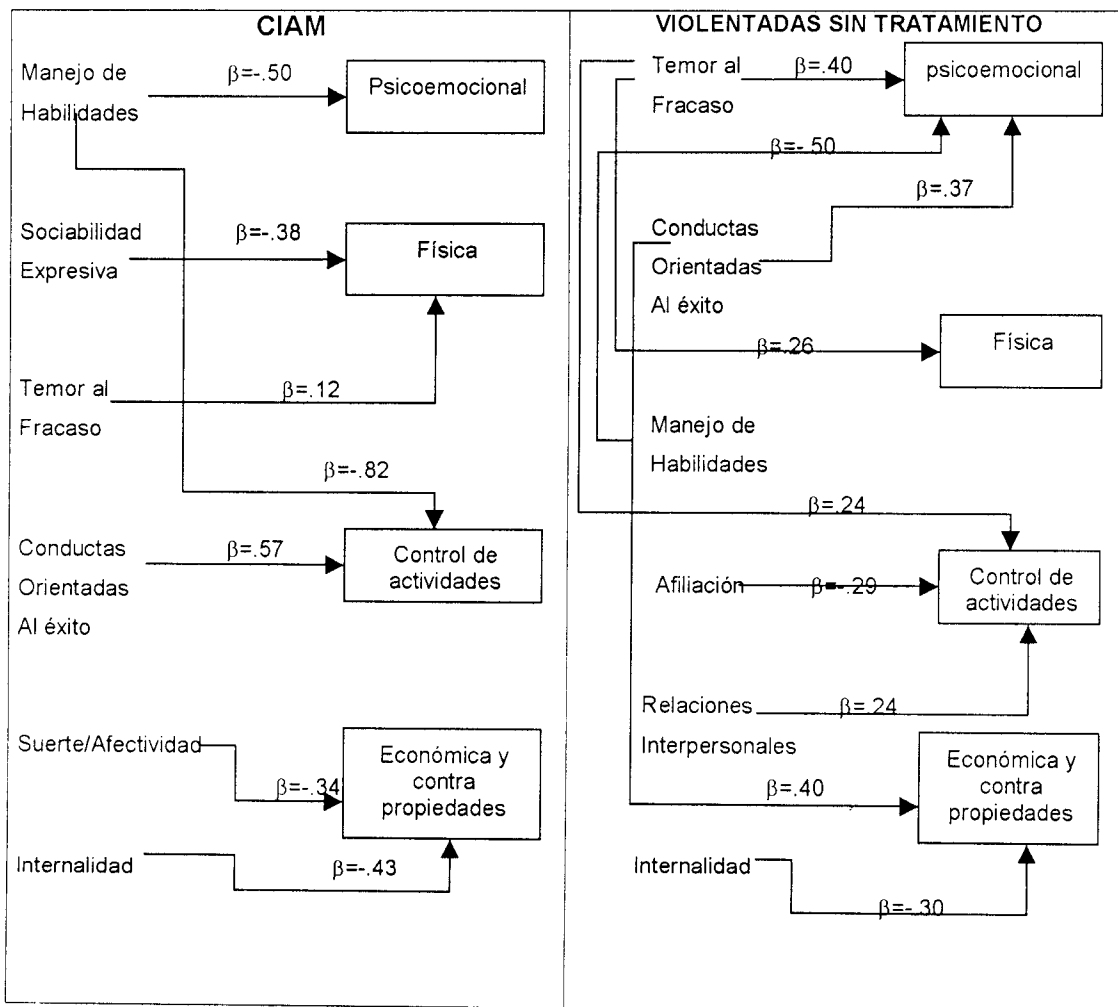 CIAM
Manejo de
Habilidades
β=-.50
Psicoemocional
Sociabilidad
Expresiva
β=-.38
Física
Temor al
Fracaso
β=.12
β=-.82
Conductas
Orientadas
Al éxito
β=.57
Control de
actividades
Suerte/Afectividad
β=-.34
Económica y
contra
propiedades
Internalidad
β=-.43
VIOLENTADAS SIN TRATAMIENTO
Temor al
Fracaso
β=.40
psicoemocional
β=-.50
β=.37
Conductas
Orientadas
Al éxito
β=.26
Física
Manejo de
Habilidades
β=.24
Afiliación
β=-.29
Control de
actividades
Relaciones
Interpersonales
β=.24
β=.40
Económica y
contra
propiedades
Internalidad
β=-.30